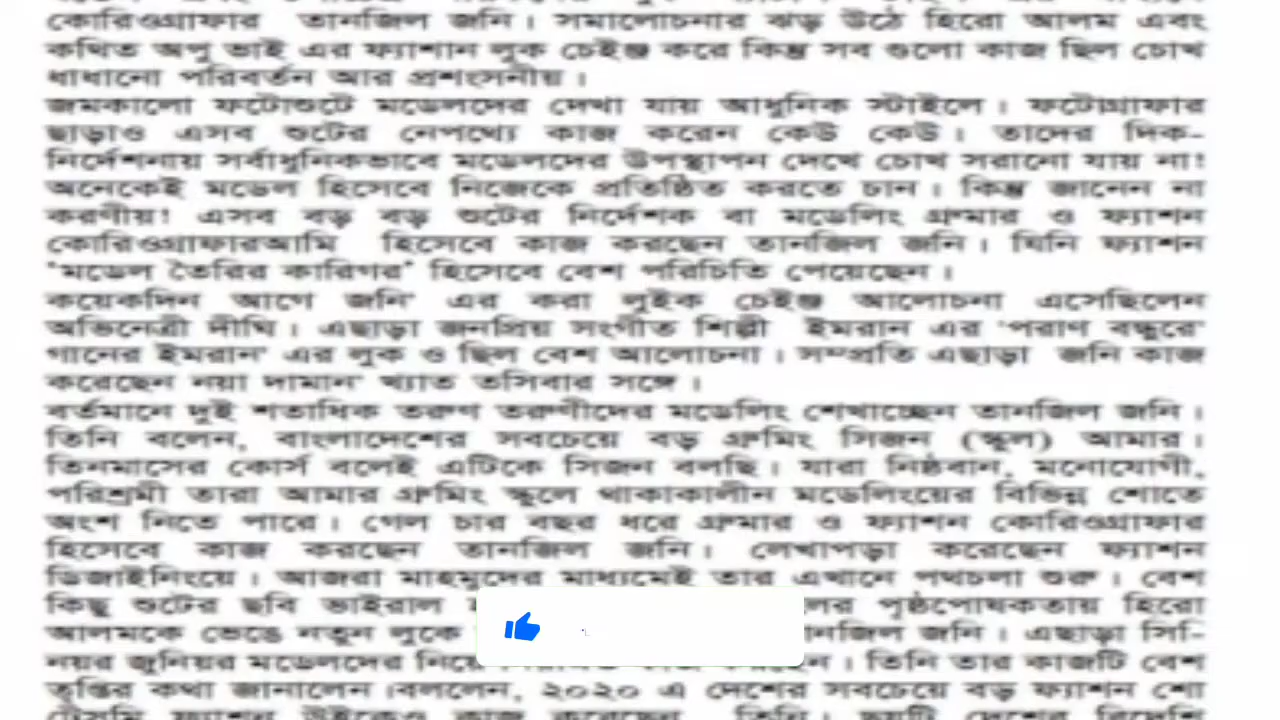 কোরিওগ্রাফার তানজিল জনি। সমালোচনার ঝড় উঠে হিরো আলম এবং
কথিত অপু ভাই এর ফ্যাশান লুক চেইঞ্জ করে কিন্তু সব গুলো কাজ ছিল চোখ
ধাধানো পরিবর্তন আর প্রশংসনীয়।
জমকালো ফটোশুটে মডেলদের দেখা যায় আধুনিক স্টাইলে। ফটোগ্রাফার
ছাড়াও এসব শুটের নেপথ্যে কাজ করেন কেউ কেউ। তাদের দিক-
নির্দেশনায় সর্বাধুনিকভাবে মডেলদের উপস্থাপন দেখে চোখ সরানো যায় না!
অনেকেই মডেল হিসেবে নিজেকে প্রতিষ্ঠিত করতে চান। কিন্তু জানেন না
করণীয়! এসব বড় বড় শুটের নির্দেশক বা মডেলিং গ্রুমার ও ফ্যাশন
কোরিওগ্রাফারআমি হিসেবে কাজ করছেন তানজিল জনি। যিনি ফ্যাশন
'মডেল তৈরির কারিগর' হিসেবে বেশ পরিচিতি পেয়েছেন।
কয়েকদিন আগে জনি' এর করা লুইক চেইঞ্জ আলোচনা এসেছিলেন
অভিনেত্রী দীঘি। এছাড়া জনপ্রিয় সংগীত শিল্পী ইমরান এর 'পরাণ বন্ধুরে'
গানের ইমরান' এর লুক ও ছিল বেশ আলোচনা। সম্প্রতি এছাড়া জনি কাজ
করেছেন নয়া দামান' খ্যাত তসিবার সঙ্গে।
বর্তমানে দুই শতাধিক তরুণ তরুণীদের মডেলিং শেখাচ্ছেন তানজিল জনি।
তিনি বলেন, বাংলাদেশের সবচেয়ে বড় গ্রুমিং সিজন (স্কুল) আমার।
তিনমাসের কোর্স বলেই এটিকে সিজন বলছি। যারা নিষ্ঠবান, মনোযোগী,
পরিশ্রমী তারা আমার গ্রুমিং স্কুলে থাকাকালীন মডেলিংয়ের বিভিন্ন শোতে
অংশ নিতে পারে। গেল চার বছর ধরে গ্রুমার ও ফ্যাশন কোরিওগ্রাফার
হিসেবে কাজ করছেন তানজিল জনি। লেখাপড়া করেছেন ফ্যাশন
ডিজাইনিংয়ে। আজরা মাহমুদের মাধ্যমেই তার এখানে পথচলা শুরু। বেশ
কিছু শুটের ছবি ভাইরাল পৃষ্ঠপোষকতায় হিরো
আলমকে ভেঙে নতুন লুকে জনি। এছাড়া সি-
নয়র জুনিয়র মডেলদের নিয়ে তিনি তার কাজটি বেশ
তৃপ্তির কথা জানালেন।বললেন, ২০২০ এ দেশের সবচেয়ে বড় ফ্যাশন শো